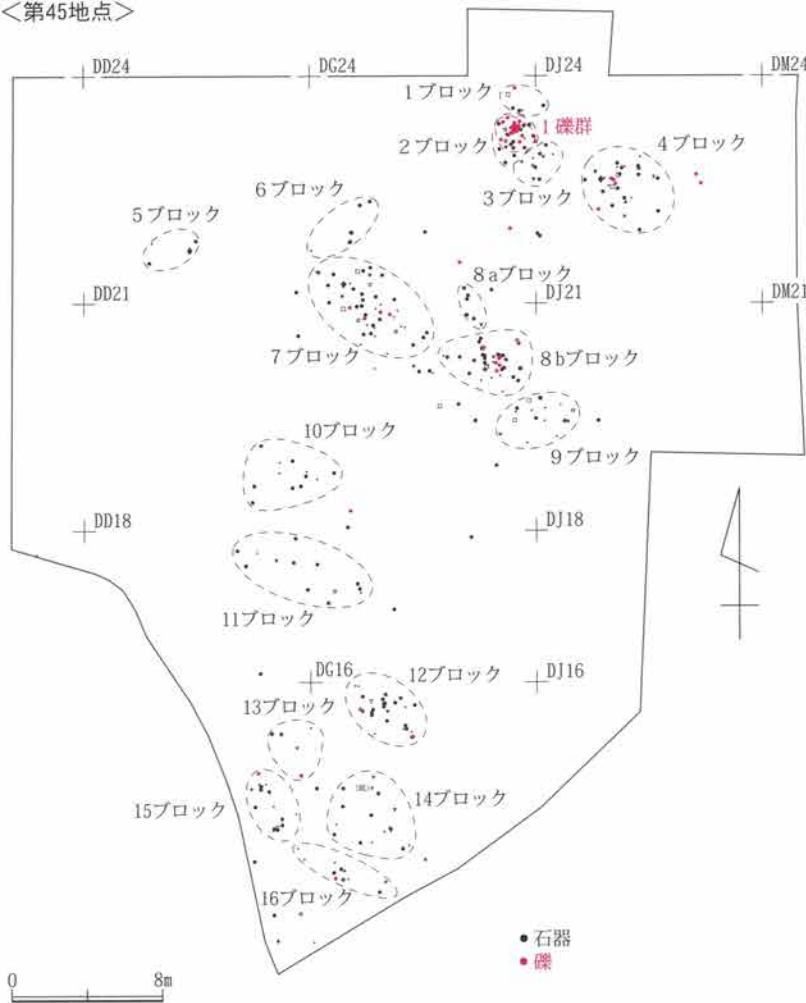 <第45地点>
DD24
DG24
DJ24
DM24
1ブロック
1礫群
2ブロック
4ブロック
3ブロック
6ブロック
5ブロック
8aブロック
DD21
DJ21
DM21
7ブロック
8bブロック
10ブロック
9ブロック
DD18
DJ18
11ブロック
DG16
12ブロック
DJ16
13ブロック
15ブロック
14ブロック
16ブロック
石器
礫
0 8m